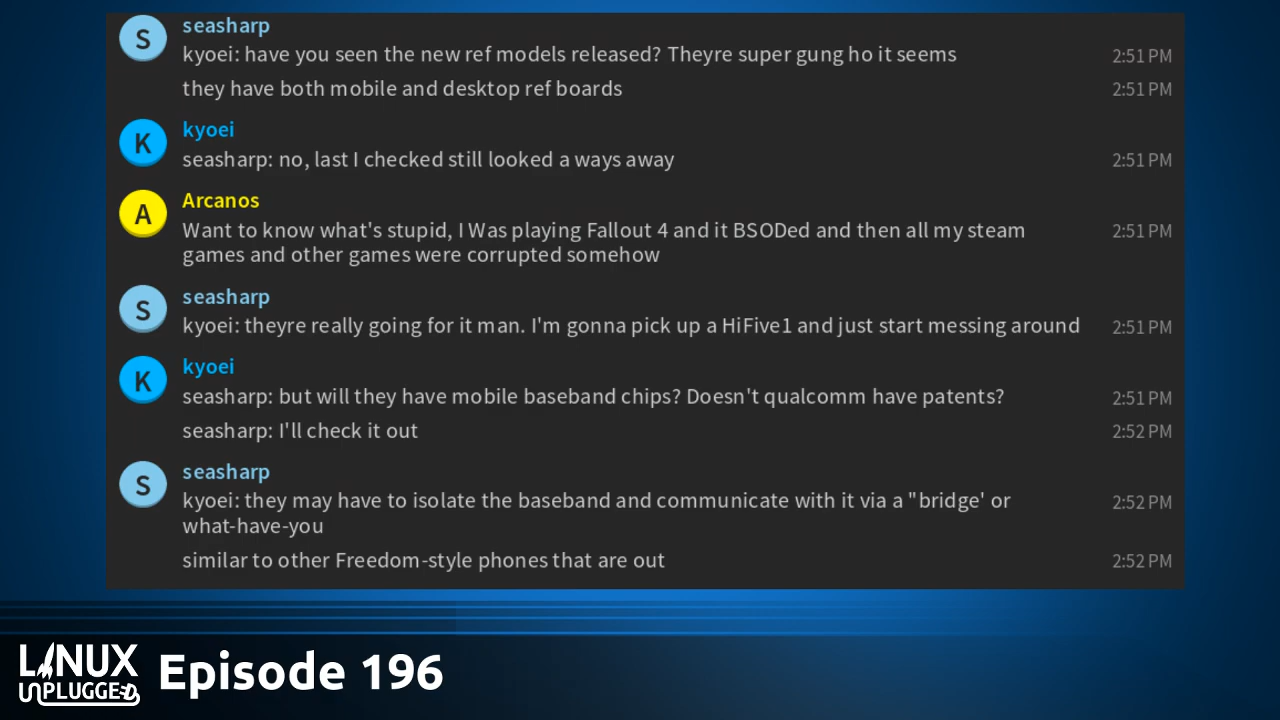 S
seasharp
kyoei: have you seen the new ref models released? Theyre super gung ho it seems 2:51 PM
they have both mobile and desktop ref boards 2:51 PM
K
kyoei
seasharp: no, last I checked still looked a ways away 2:51 PM
A
Arcanos
Want to know what's stupid, I Was playing Fallout 4 and it BSODed and then all my steam 2:51 PM
games and other games were corrupted somehow
S
seasharp
kyoei: theyre really going for it man. I'm gonna pick up a HiFive1 and just start messing around 2:51 PM
K
kyoei
seasharp: but will they have mobile baseband chips? Doesn't qualcomm have patents? 2:51 PM
seasharp: I'll check it out 2:52 PM
S
seasharp
kyoei: they may have to isolate the baseband and communicate with it via a "bridge' or 2:52 PM
what-have-you
similar to other Freedom-style phones that are out 2:52 PM
LINUX
UNPLUGGED
Episode 196